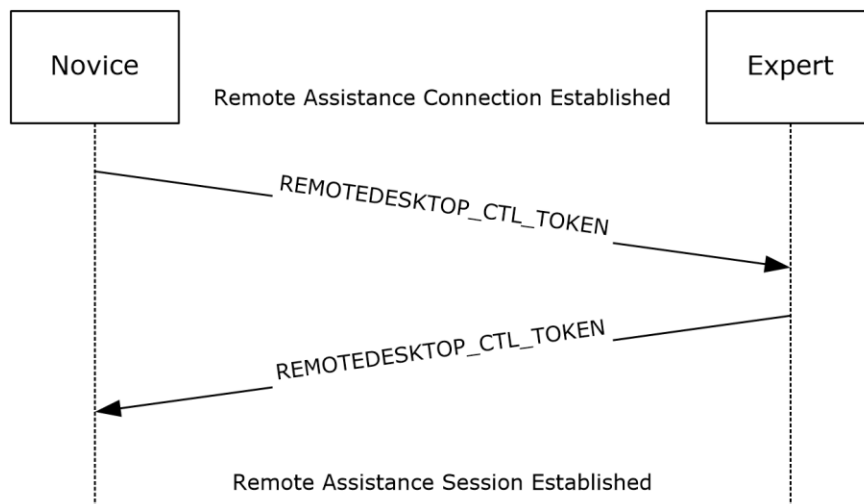 Novice
Expert
Remote Assistance Connection Established
REMOTEDESKTOP_CTL_TOKEN
REMOTEDESKTOP_CTL_TOKEN
Remote Assistance Session Established